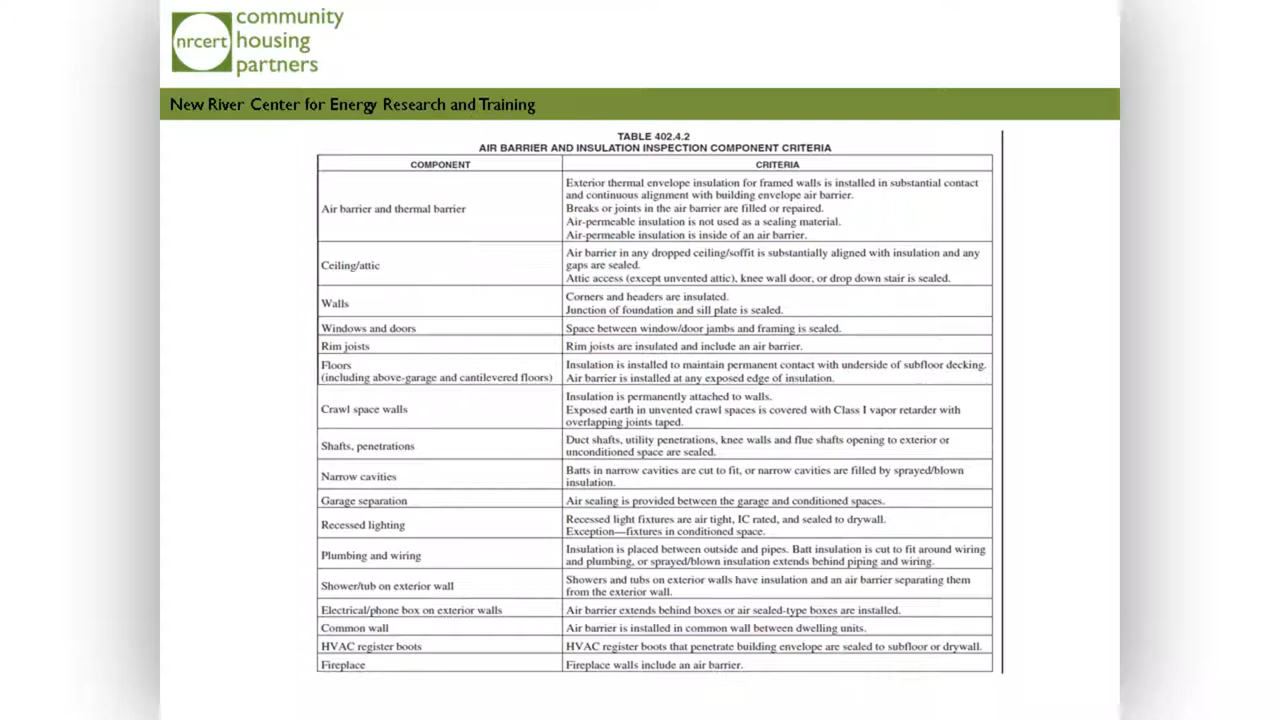 community
nrcert housing
partners
New River Center for Energy Research and Training
TABLE 402.4.2
AIR BARRIER AND INSULATION INSPECTION COMPONENT CRITERIA
COMPONENT CRITERIA
Air barrier and thermal barrier
Exterior thermal envelope insulation for framed walls is installed in substantial contact
and continuous alignment with building envelope air barrier.
Breaks or joints in the air barrier are filled or repaired.
Air-permeable insulation is not used as a sealing material.
Air-permeable insulation is inside of an air barrier.
Ceiling/attic
Air barrier in any dropped ceiling/soffit is substantially aligned with insulation and any
gaps are sealed.
Attic access (except unvented attic), knee wall door, or drop down stair is sealed.
Walls
Corners and headers are insulated.
Junction of foundation and sill plate is sealed.
Windows and doors Space between window/door jambs and framing is sealed.
Rim joists Rim joists are insulated and include an air barrier.
Floors
(including above-garage and cantilevered floors)
Insulation is installed to maintain permanent contact with underside of subfloor decking.
Air barrier is installed at any exposed edge of insulation.
Crawl space walls
Insulation is permanently attached to walls.
Exposed earth in unvented crawl spaces is covered with Class I vapor retarder with
overlapping joints taped.
Shafts, penetrations
Duct shafts, utility penetrations, knee walls and flue shafts opening to exterior or
unconditioned space are sealed.
Narrow cavities
Batts in narrow cavities are cut to fit, or narrow cavities are filled by sprayed/blown
insulation.
Garage separation Air sealing is provided between the garage and conditioned spaces.
Recessed lighting
Recessed light fixtures are air tight, IC rated, and sealed to drywall.
Exception—fixtures in conditioned space.
Plumbing and wiring
Insulation is placed between outside and pipes. Batt insulation is cut to fit around wiring
and plumbing, or sprayed/blown insulation extends behind piping and wiring.
Shower/tub on exterior wall
Showers and tubs on exterior walls have insulation and an air barrier separating them
from the exterior wall.
Electrical/phone box on exterior walls Air barrier extends behind boxes or air sealed-type boxes are installed.
Common wall Air barrier is installed in common wall between dwelling units.
HVAC register boots HVAC register boots that penetrate building envelope are sealed to subfloor or drywall.
Fireplace Fireplace walls include an air barrier.